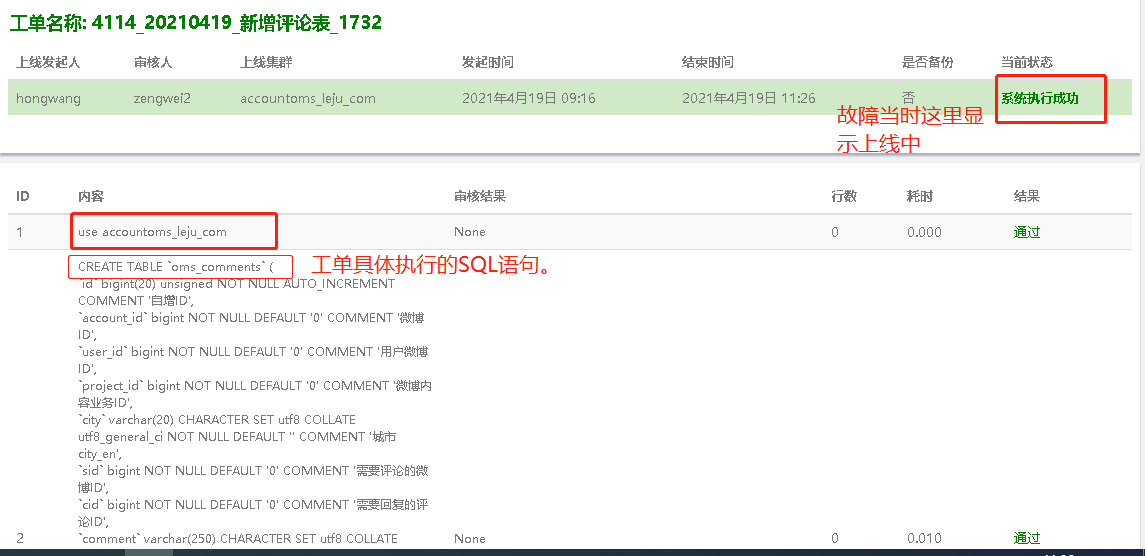 工单名称: 4114_20210419_新增评论表_1732
上线发起人 审核人 上线集群 发起时间 结束时间 是否备份 当前状态
hongwang zengwei2 accountoms_leju_com 2021年4月19日 09:16 2021年4月19日 11:26 否 系统执行成功
故障当时这里显
示上线中
ID 内容 审核结果 行数 耗时 结果
1 use accountoms_leju_com None 0 0.000 通过
CREATE TABLE `oms_comments` (
工单具体执行的SQL语句。
`id` bigint(20) unsigned NOT NULL AUTO_INCREMENT
COMMENT '自增ID',
`account_id` bigint NOT NULL DEFAULT '0' COMMENT '微博
ID',
`user_id` bigint NOT NULL DEFAULT '0' COMMENT '用户微博
ID',
`project_id` bigint NOT NULL DEFAULT '0' COMMENT '微博内
容业务ID',
`city` varchar(20) CHARACTER SET utf8 COLLATE
utf8_general_ci NOT NULL DEFAULT '' COMMENT '城市
city_en',
`sid` bigint NOT NULL DEFAULT '0' COMMENT '需要评论的微
博ID',
`cid` bigint NOT NULL DEFAULT '0' COMMENT '需要回复的评
论ID',
2 `comment` varchar(250) CHARACTER SET utf8 COLLATE None 0 0.010 通过